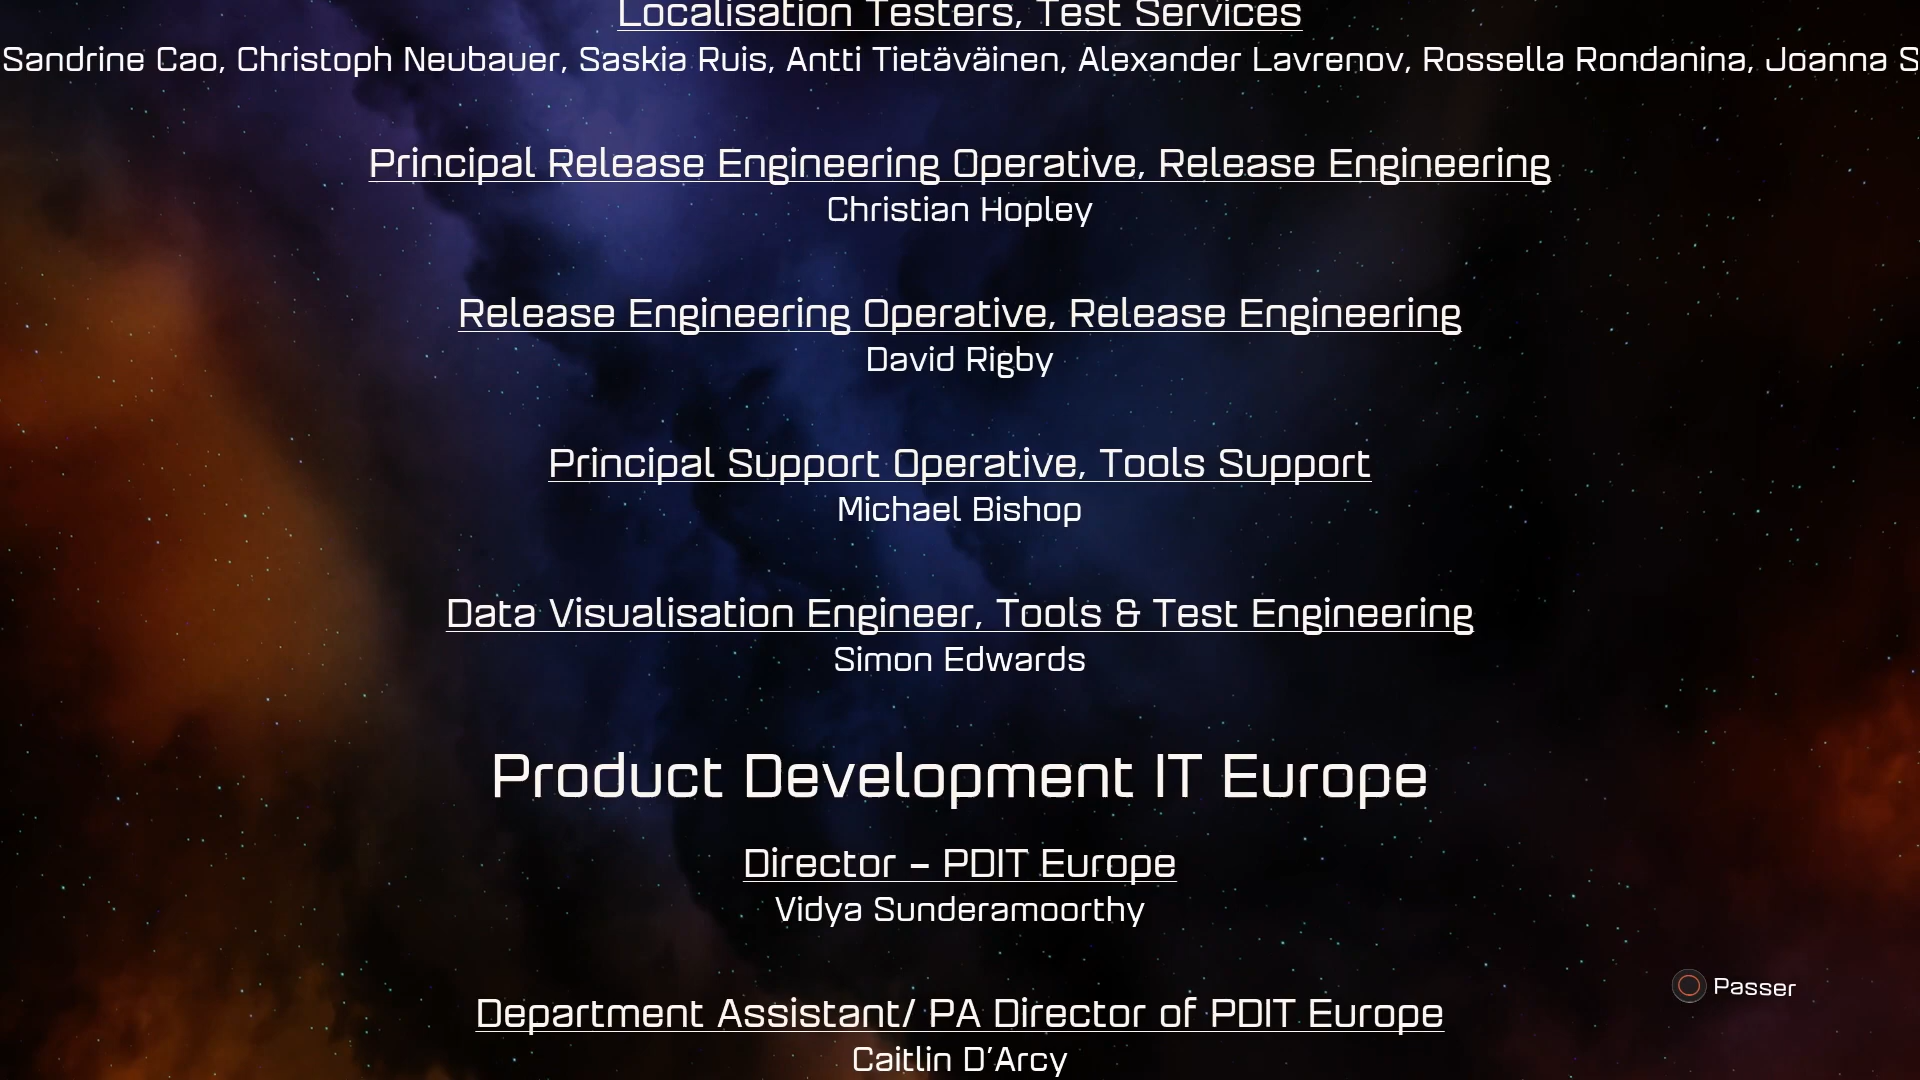 Localisation Testers, Test Services
Sandrine Cao, Christoph Neubauer, Saskia Ruis, Antti Tietäväinen, Alexander Lavrenov, Rossella Rondanina, Joanna S
Principal Release Engineering Operative, Release Engineering
Christian Hopley
Release Engineering Operative, Release Engineering
David Rigby
Principal Support Operative, Tools Support
Michael Bishop
Data Visualisation Engineer, Tools & Test Engineering
Simon Edwards
Product Development IT Europe
Director – PDIT Europe
Vidya Sunderamoorthy
Passer
Department Assistant/ PA Director of PDIT Europe
Caitlin D'Arcy